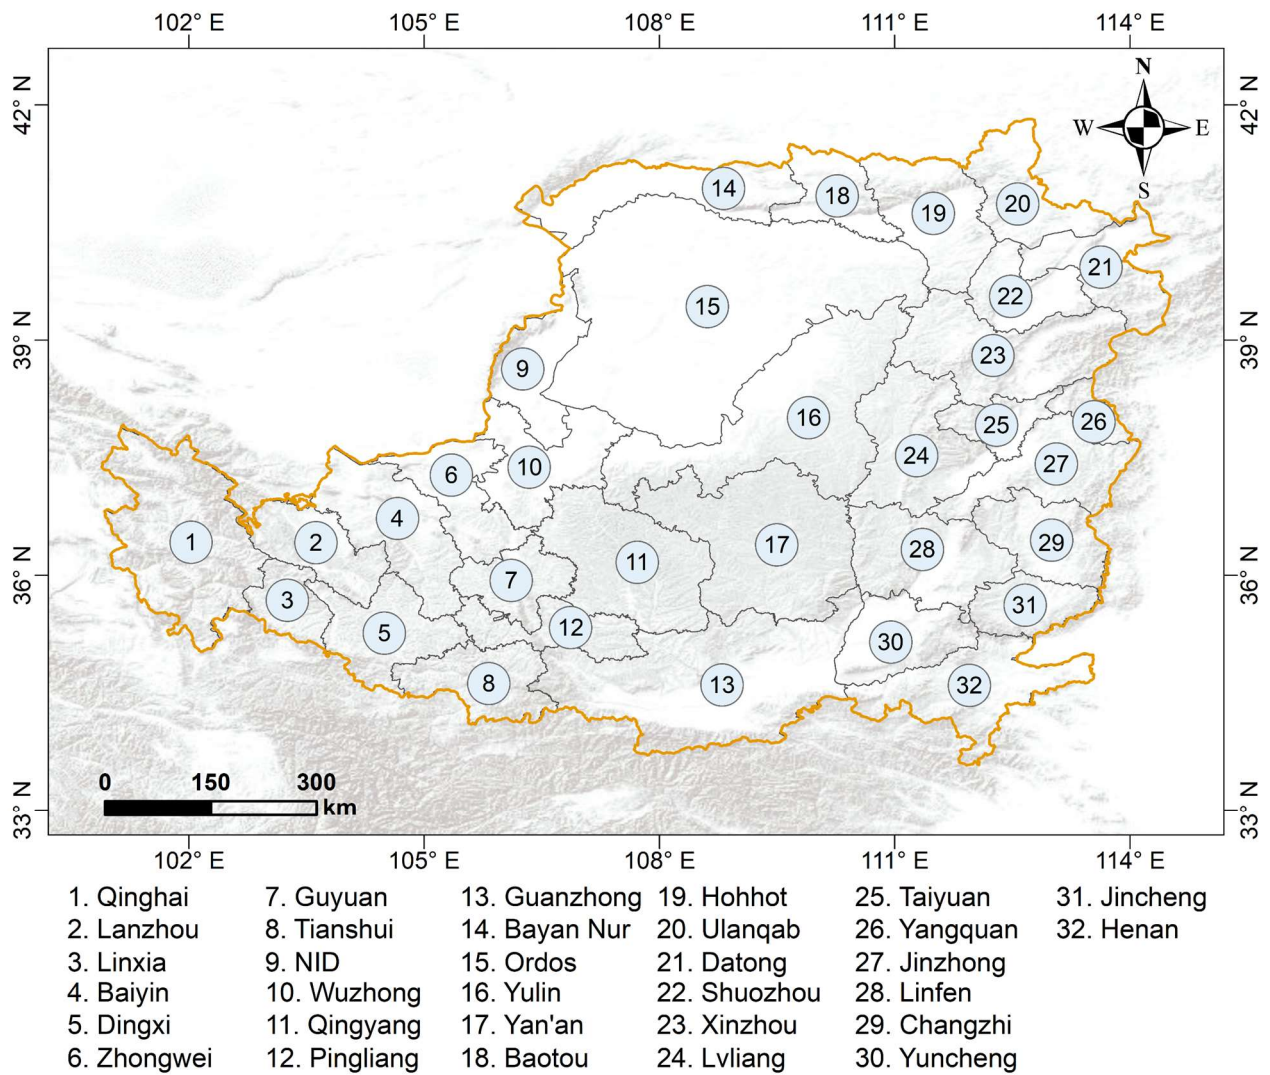 102° E 105° E 108° E 111° E 114° E
42° N 42° N
39° N 39° N
36° N 36° N
33° N 33° N
N
W E
S
14 18 19 20
21
15 22
9 23
16 25 26
6 10 24 27
4
1 2 17 28 29
11
7
3 12 31
5 30
8 13 32
0 150 300
km
102° E 105° E 108° E 111° E 114° E
1. Qinghai 7. Guyuan 13. Guanzhong 19. Hohhot 25. Taiyuan 31. Jincheng
2. Lanzhou 8. Tianshui 14. Bayan Nur 20. Ulanqab 26. Yangquan 32. Henan
3. Linxia 9. NID 15. Ordos 21. Datong 27. Jinzhong
4. Baiyin 10. Wuzhong 16. Yulin 22. Shuozhou 28. Linfen
5. Dingxi 11. Qingyang 17. Yan'an 23. Xinzhou 29. Changzhi
6. Zhongwei 12. Pingliang 18. Baotou 24. Lvliang 30. Yuncheng